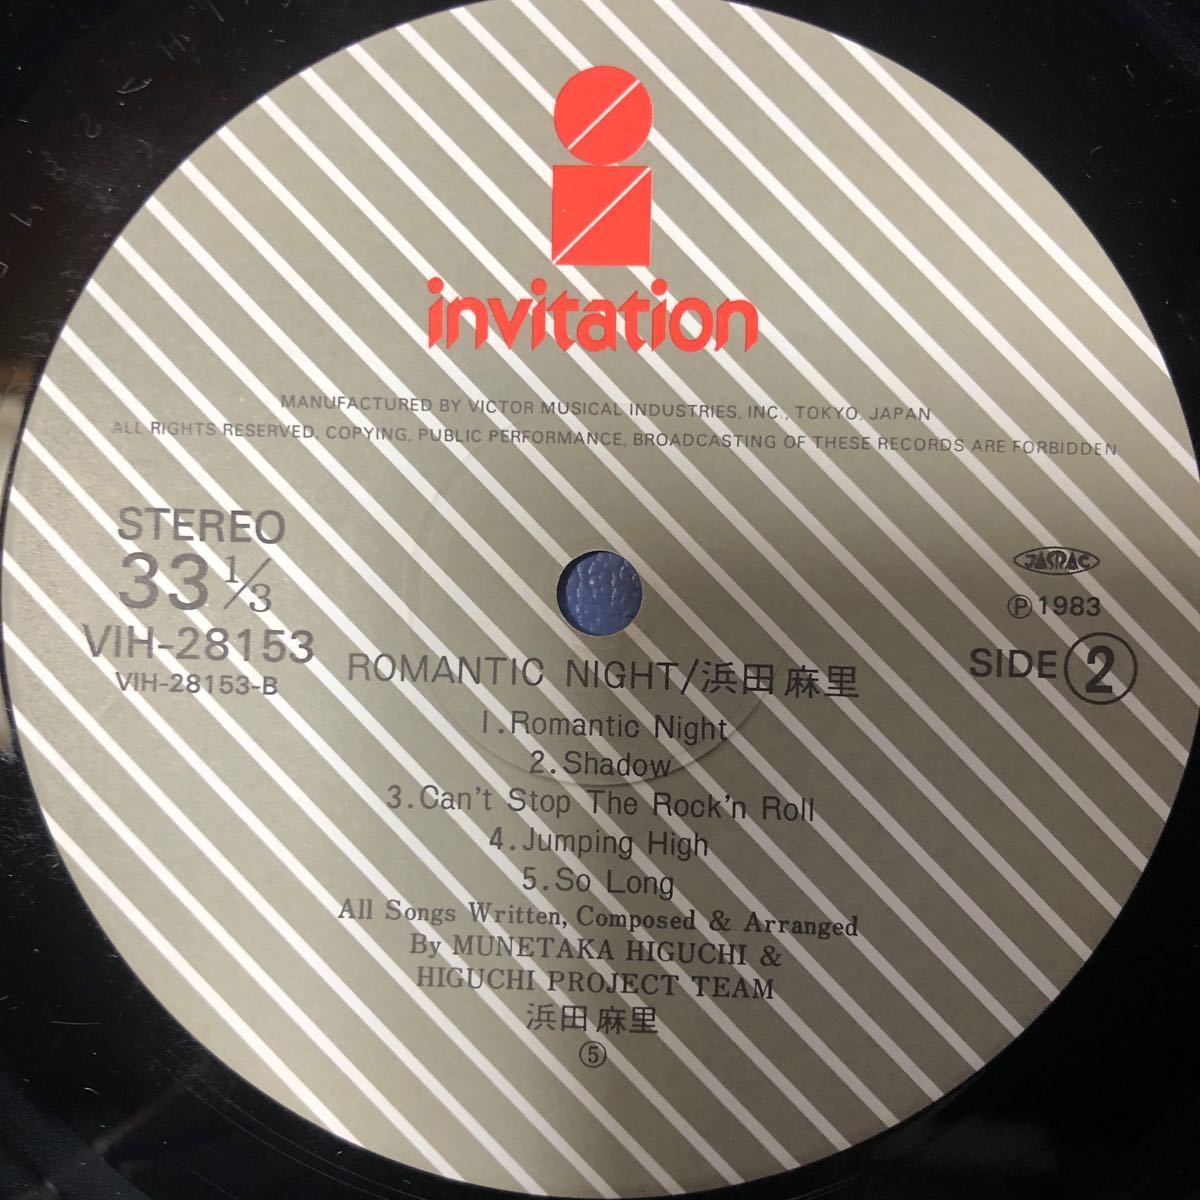 invitation
MANUFACTURED BY VICTOR MUSICAL INDUSTRIES, INC., TOKYO, JAPAN
ALL RIGHTS RESERVED, COPYING, PUBLIC PERFORMANCE, BROADCASTING OF THESE RECORDS ARE FORBIDDEN
STEREO
33 1/3
VIH-28153
VIH-28153-B
JASRAC
Ⓟ1983
SIDE ②
ROMANTIC NIGHT/浜田麻里
1.Romantic Night
2.Shadow
3.Can't Stop The Rock'n Roll
4.Jumping High
5.So Long
All Songs Written, Composed & Arranged
By MUNETAKA HIGUCHI &
HIGUCHI PROJECT TEAM
浜田麻里
⑤